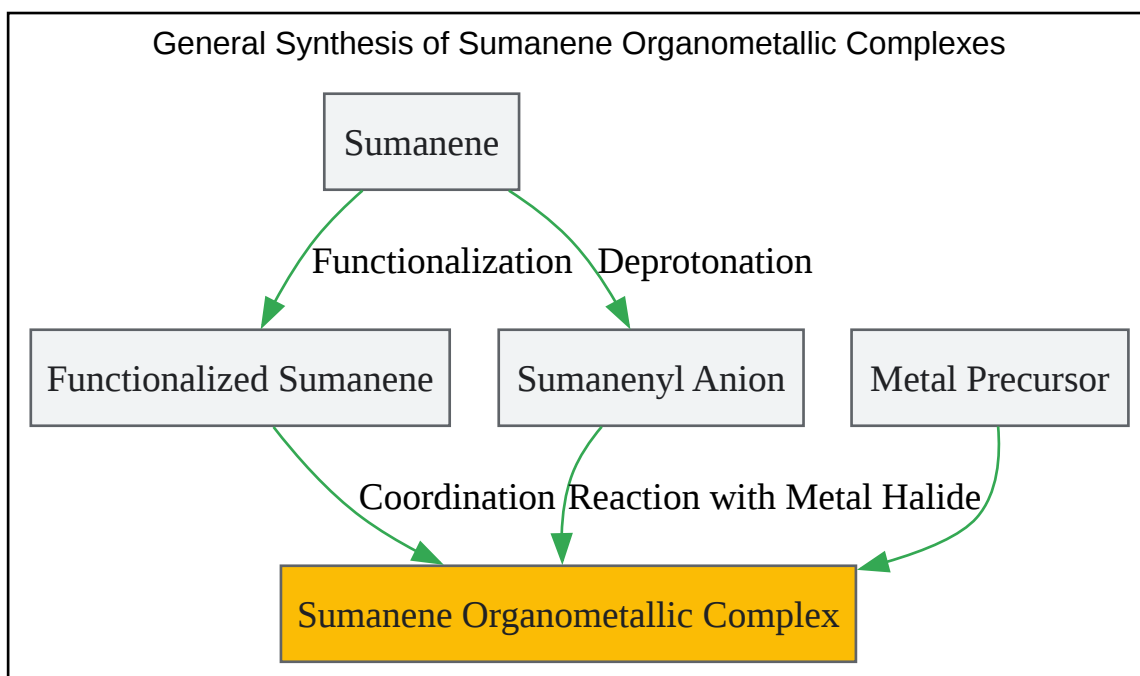 General Synthesis of Sumanene Organometallic Complexes
Sumanene
Functionalization
Deprotonation
Functionalized Sumanene
Sumanenyl Anion
Metal Precursor
Coordination
Reaction with Metal Halide
Sumanene Organometallic Complex